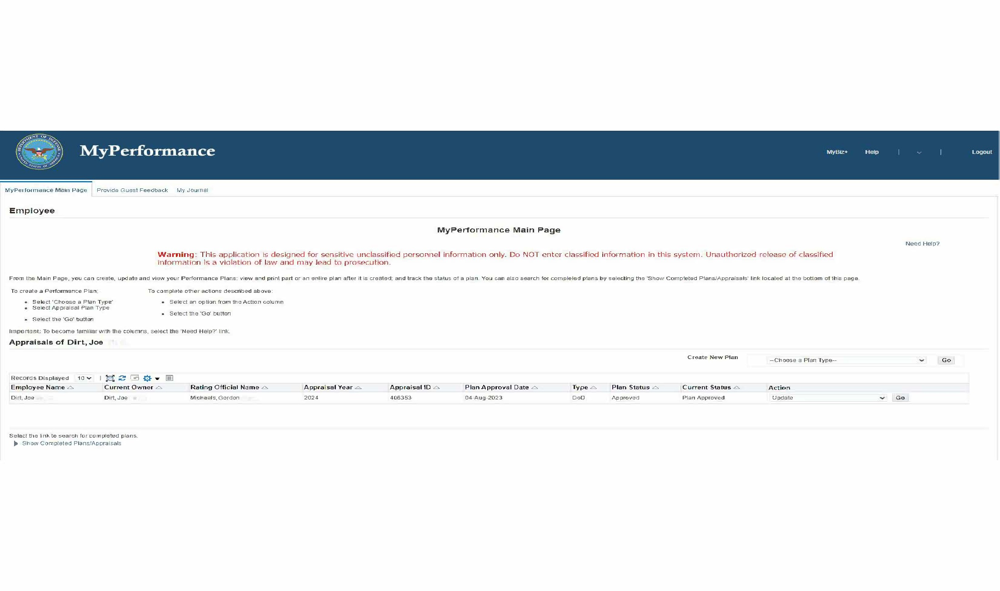 DEPARTMENT OF DEFENSE
UNITED STATES OF AMERICA
MyPerformance
MyBiz+ Help | | Logout
MyPerformance Main Page Provide Guest Feedback My Journal
Employee
MyPerformance Main Page
Need Help?
Warning: This application is designed for sensitive unclassified personnel information only. Do NOT enter classified information in this system. Unauthorized release of classified
information is a violation of law and may lead to prosecution.
From the Main Page, you can create, update and view your Performance Plans; view and print part or an entire plan after it is created; and track the status of a plan. You can also search for completed plans by selecting the 'Show Completed Plans/Appraisals' link located at the bottom of this page.
To create a Performance Plan: To complete other actions described above:
• Select 'Choose a Plan Type' • Select an option from the Action column
• Select Appraisal Plan Type
• Select the 'Go' button
• Select the 'Go' button
Important: To become familiar with the columns, select the 'Need Help?' link.
Appraisals of Dirt, Joe
Create New Plan --Choose a Plan Type-- Go
Records Displayed 10 |
Employee Name Current Owner Rating Official Name Appraisal Year Appraisal ID Plan Approval Date Type Plan Status Current Status Action
Dirt, Joe Dirt, Joe Michaels, Gordon 2024 406353 04-Aug-2023 DoD Approved Plan Approved Update Go
Select the link to search for completed plans.
Show Completed Plans/Appraisals